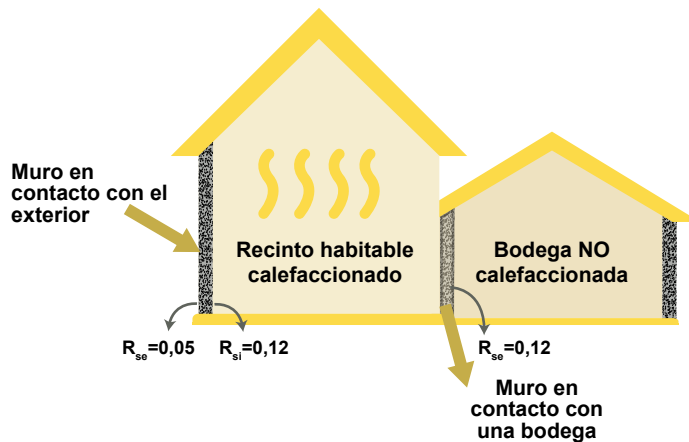 Muro en
contacto con el
exterior
Recinto habitable
calefaccionado
Bodega NO
calefaccionada
Rse=0,05
Rsi=0,12
Rse=0,12
Muro en
contacto con
una bodega